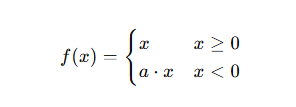 f(x) = { x    x ≥ 0
a · x    x < 0